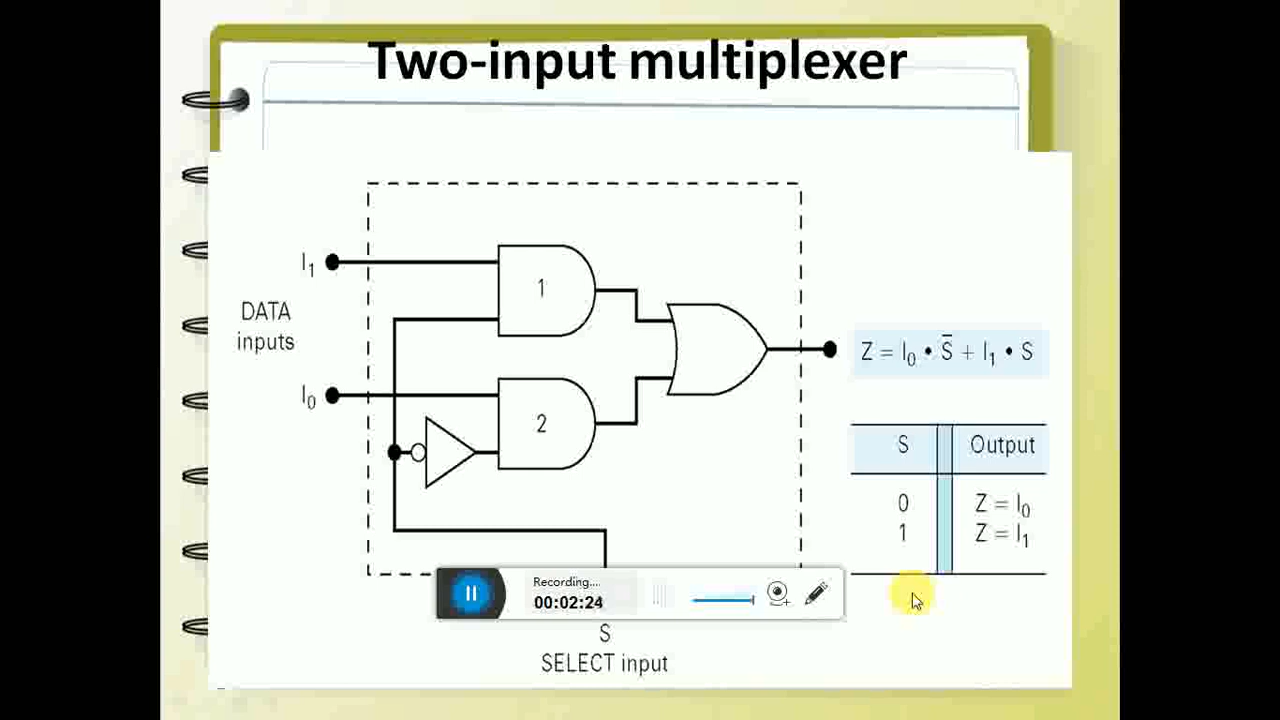 Two-input multiplexer
I₁
DATA
inputs
I₀
1
2
Z = I₀ • S̅ + I₁ • S
S Output
0 Z = I₀
1 Z = I₁
Recording....
00:02:24
S
SELECT input